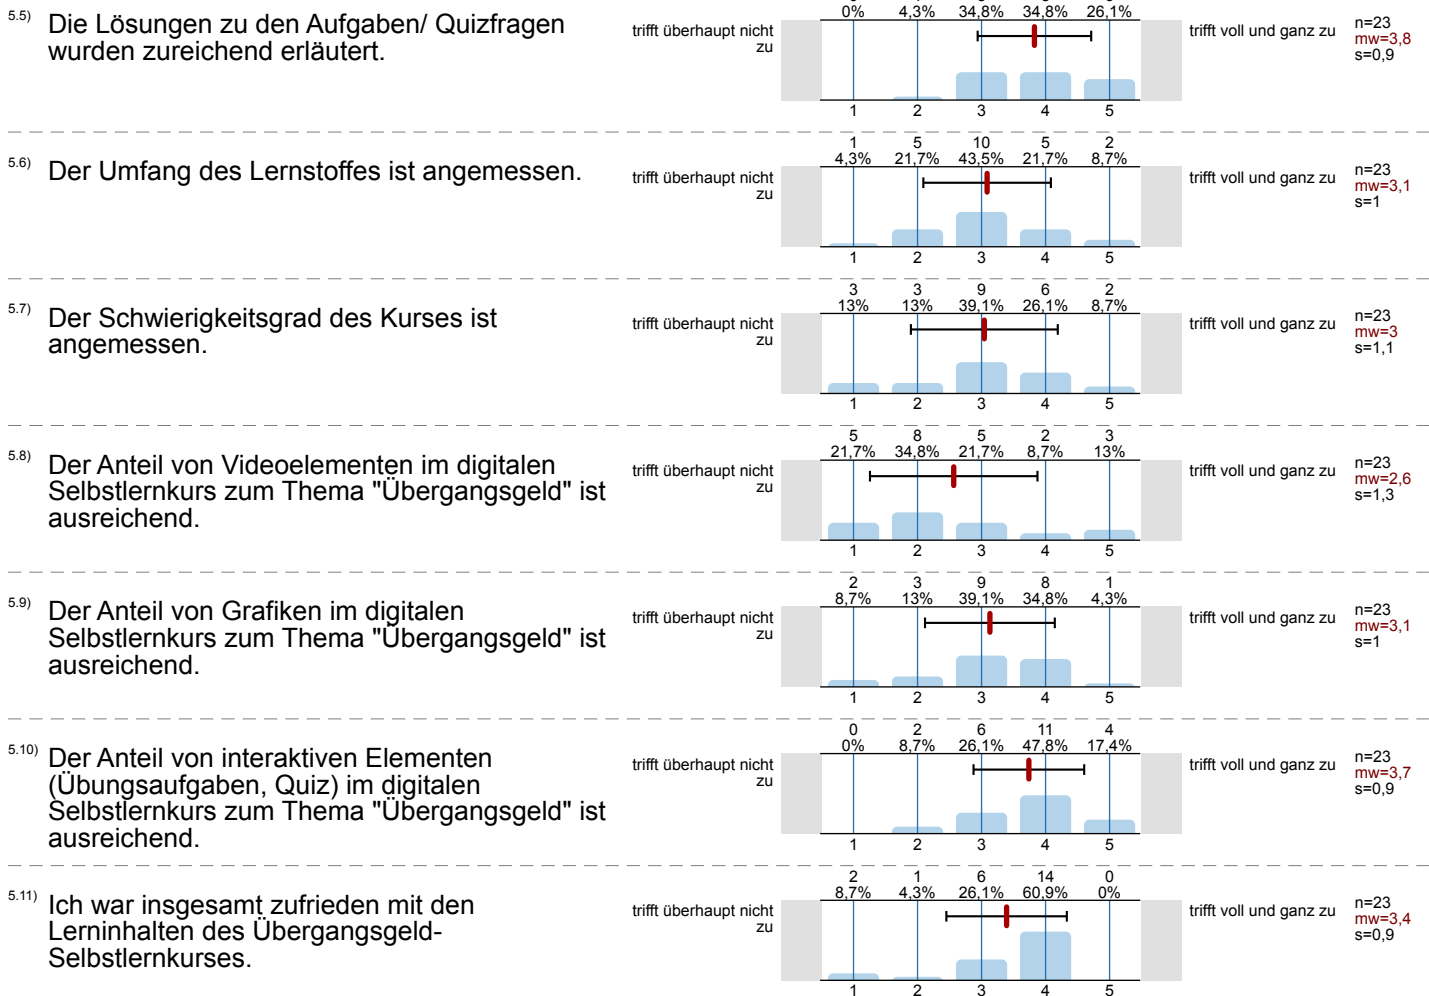 5.5) Die Lösungen zu den Aufgaben/ Quizfragen
wurden zureichend erläutert.
trifft überhaupt nicht
zu
0% 4,3% 34,8% 34,8% 26,1%
1 2 3 4 5
trifft voll und ganz zu
n=23
mw=3,8
s=0,9
5.6) Der Umfang des Lernstoffes ist angemessen.
trifft überhaupt nicht
zu
1 5 10 5 2
4,3% 21,7% 43,5% 21,7% 8,7%
1 2 3 4 5
trifft voll und ganz zu
n=23
mw=3,1
s=1
5.7) Der Schwierigkeitsgrad des Kurses ist
angemessen.
trifft überhaupt nicht
zu
3 3 9 6 2
13% 13% 39,1% 26,1% 8,7%
1 2 3 4 5
trifft voll und ganz zu
n=23
mw=3
s=1,1
5.8) Der Anteil von Videoelementen im digitalen
Selbstlernkurs zum Thema "Übergangsgeld" ist
ausreichend.
trifft überhaupt nicht
zu
5 8 5 2 3
21,7% 34,8% 21,7% 8,7% 13%
1 2 3 4 5
trifft voll und ganz zu
n=23
mw=2,6
s=1,3
5.9) Der Anteil von Grafiken im digitalen
Selbstlernkurs zum Thema "Übergangsgeld" ist
ausreichend.
trifft überhaupt nicht
zu
2 3 9 8 1
8,7% 13% 39,1% 34,8% 4,3%
1 2 3 4 5
trifft voll und ganz zu
n=23
mw=3,1
s=1
5.10) Der Anteil von interaktiven Elementen
(Übungsaufgaben, Quiz) im digitalen
Selbstlernkurs zum Thema "Übergangsgeld" ist
ausreichend.
trifft überhaupt nicht
zu
0 2 6 11 4
0% 8,7% 26,1% 47,8% 17,4%
1 2 3 4 5
trifft voll und ganz zu
n=23
mw=3,7
s=0,9
5.11) Ich war insgesamt zufrieden mit den
Lerninhalten des Übergangsgeld-
Selbstlernkurses.
trifft überhaupt nicht
zu
2 1 6 14 0
8,7% 4,3% 26,1% 60,9% 0%
1 2 3 4 5
trifft voll und ganz zu
n=23
mw=3,4
s=0,9